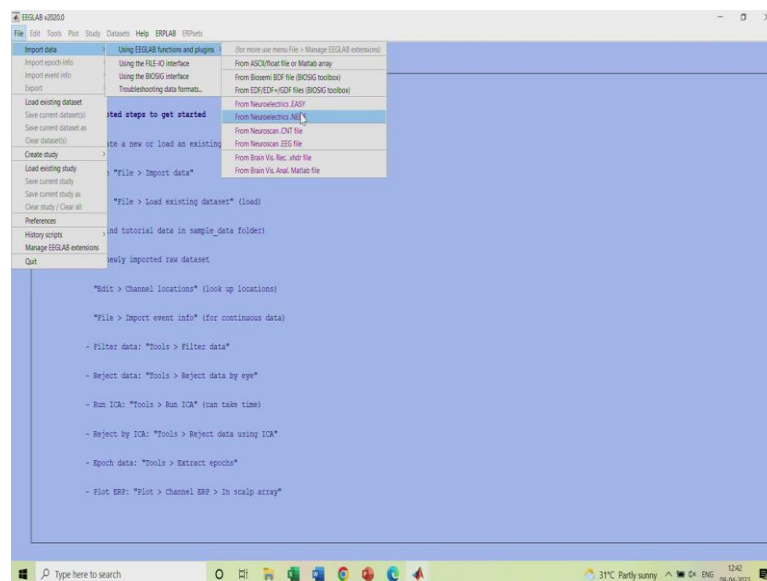 EEGLAB v2020.0
File Edit Tools Plot Study Datasets Help ERPLAB ERPsets
Import data
Import epoch info
Import event info
Export
Load existing dataset
Save current dataset(s)
Save current dataset as
Clear dataset(s)
Create study
Load existing study
Save current study
Save current study as
Clear study / Clear all
Preferences
History scripts
Manage EEGLAB extensions
Quit
Using EEGLAB functions and plugins
Using the FILE-IO interface
Using the BIOSIG interface
Troubleshooting data formats...
(for more use menu File > Manage EEGLAB extensions)
From ASCII/float file or Matlab array
From Biosemi BDF file (BIOSIG toolbox)
From EDF/EDF+/GDF files (BIOSIG toolbox)
From Neuroelectrics .EASY
From Neuroelectrics .NE
From Neuroscan .CNT file
From Neuroscan .EEG file
From Brain Vis. Rec. .vhdr file
From Brain Vis. Anal. Matlab file
sted steps to get started
te a new or load an existing
"File > Import data"
"File > Load existing dataset" (load)
nd tutorial data in sample_data folder)
newly imported raw dataset
"Edit > Channel locations" (look up locations)
"File > Import event info" (for continuous data)
- Filter data: "Tools > Filter data"
- Reject data: "Tools > Reject data by eye"
- Run ICA: "Tools > Run ICA" (can take time)
- Reject by ICA: "Tools > Reject data using ICA"
- Epoch data: "Tools > Extract epochs"
- Plot ERP: "Plot > Channel ERP > In scalp array"
Type here to search
31°C Partly sunny
ENG
12:42
08-04-2022